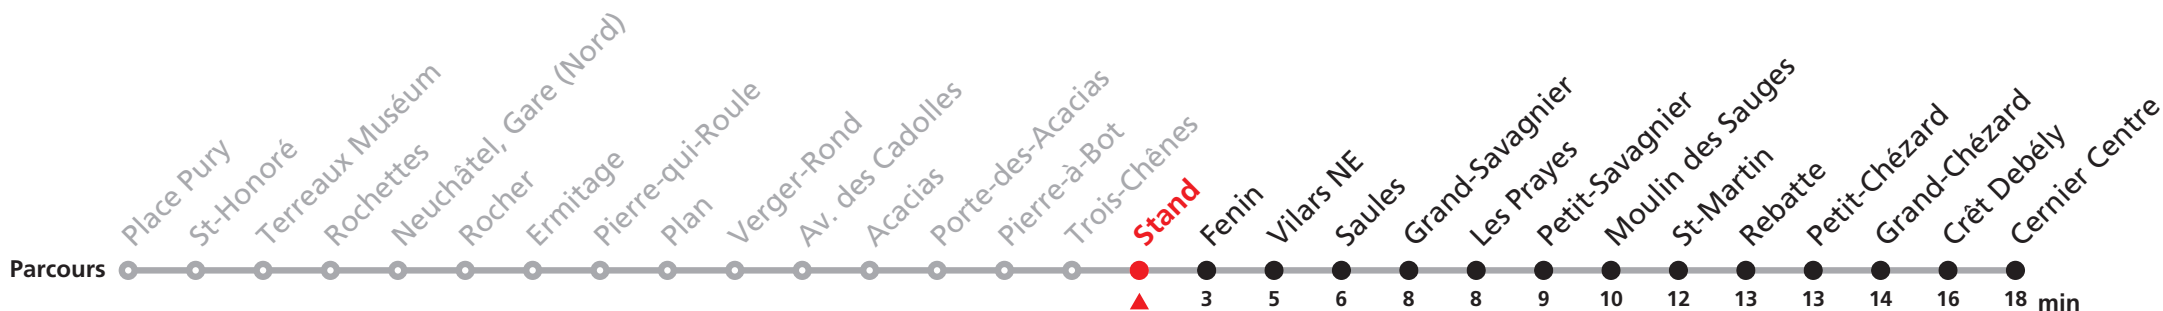 Place Pury
St-Honoré
Terreaux Muséum
Rochettes
Neuchâtel, Gare (Nord)
Rocher
Ermitage
Pierre-qui-Roule
Plan
Verger-Rond
Av. des Cadolles
Acacias
Porte-des-Acacias
Pierre-à-Bot
Trois-Chênes
Stand
Fenin
Vilars NE
Saules
Grand-Savagnier
Les Prayes
Petit-Savagnier
Moulin des Sauges
St-Martin
Rebatte
Petit-Chézard
Grand-Chézard
Crêt Debély
Cernier Centre
Parcours
3 5 6 8 8 9 10 12 13 13 14 16 18 min